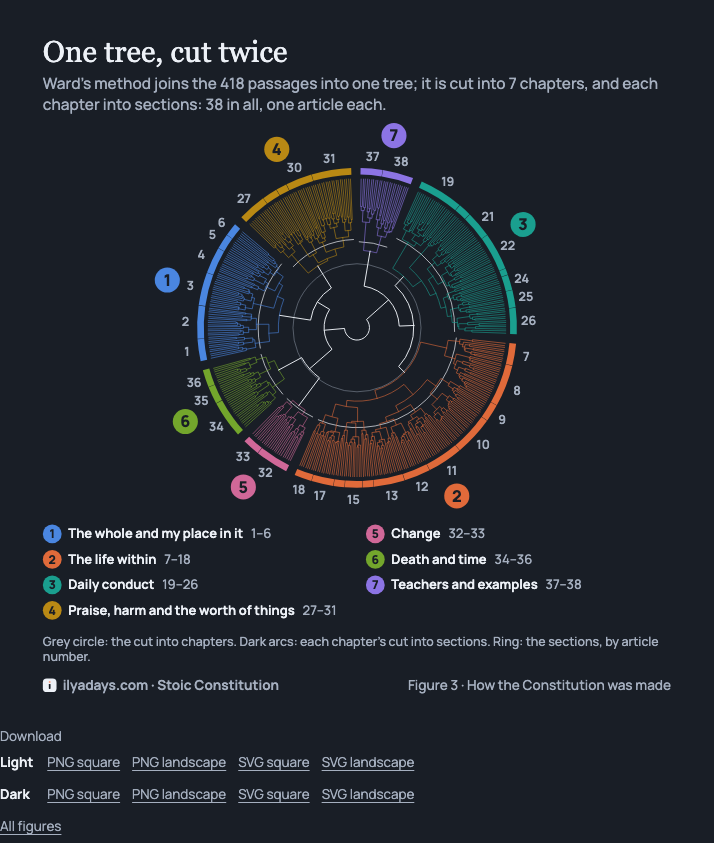 One tree, cut twice
Ward's method joins the 418 passages into one tree; it is cut into 7 chapters, and each
chapter into sections: 38 in all, one article each.
7
4
37
38
31
30
19
27
21
3
6
5
22
4
1
24
3
25
2
26
1
7
36
8
35
6
34
9
10
33
32
11
5
18
17
15
13
12
2
1 The whole and my place in it 1–6
2 The life within 7–18
3 Daily conduct 19–26
4 Praise, harm and the worth of things 27–31
5 Change 32–33
6 Death and time 34–36
7 Teachers and examples 37–38
Grey circle: the cut into chapters. Dark arcs: each chapter's cut into sections. Ring: the sections, by article
number.
i ilyadays.com · Stoic Constitution
Figure 3 · How the Constitution was made
Download
Light PNG square PNG landscape SVG square SVG landscape
Dark PNG square PNG landscape SVG square SVG landscape
All figures